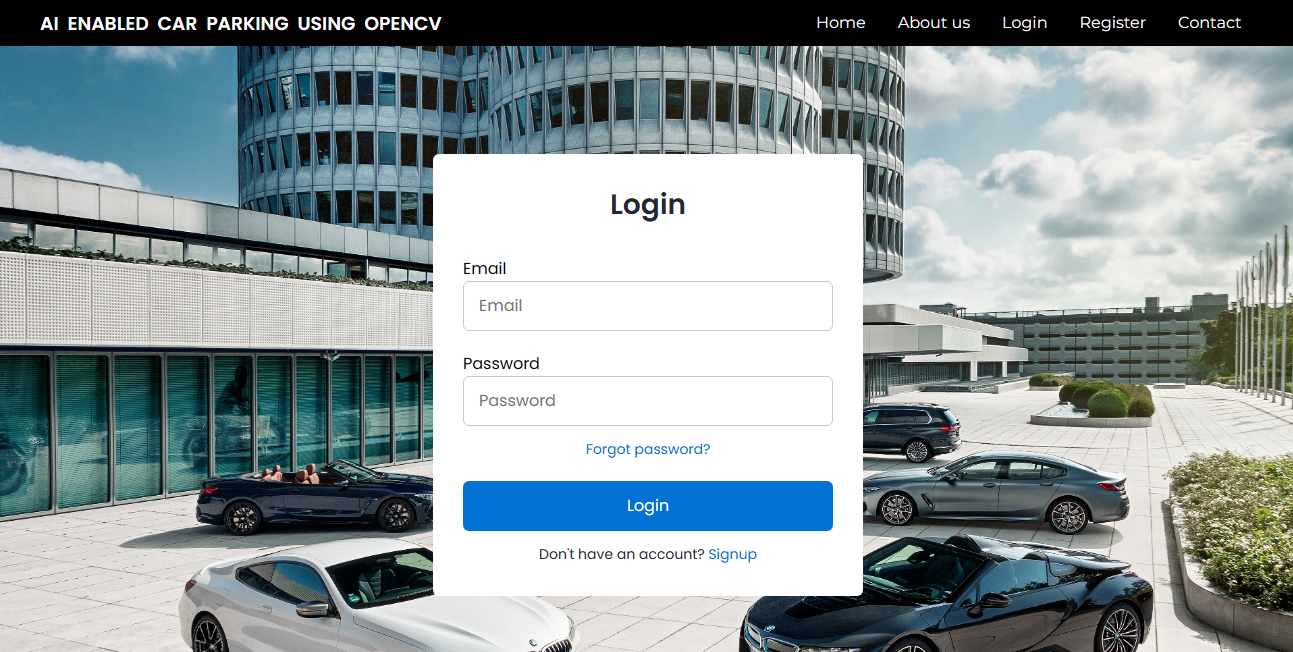 AI ENABLED CAR PARKING USING OPENCV
Home About us Login Register Contact
Login
Email
Email
Password
Password
Forgot password?
Login
Don't have an account? Signup